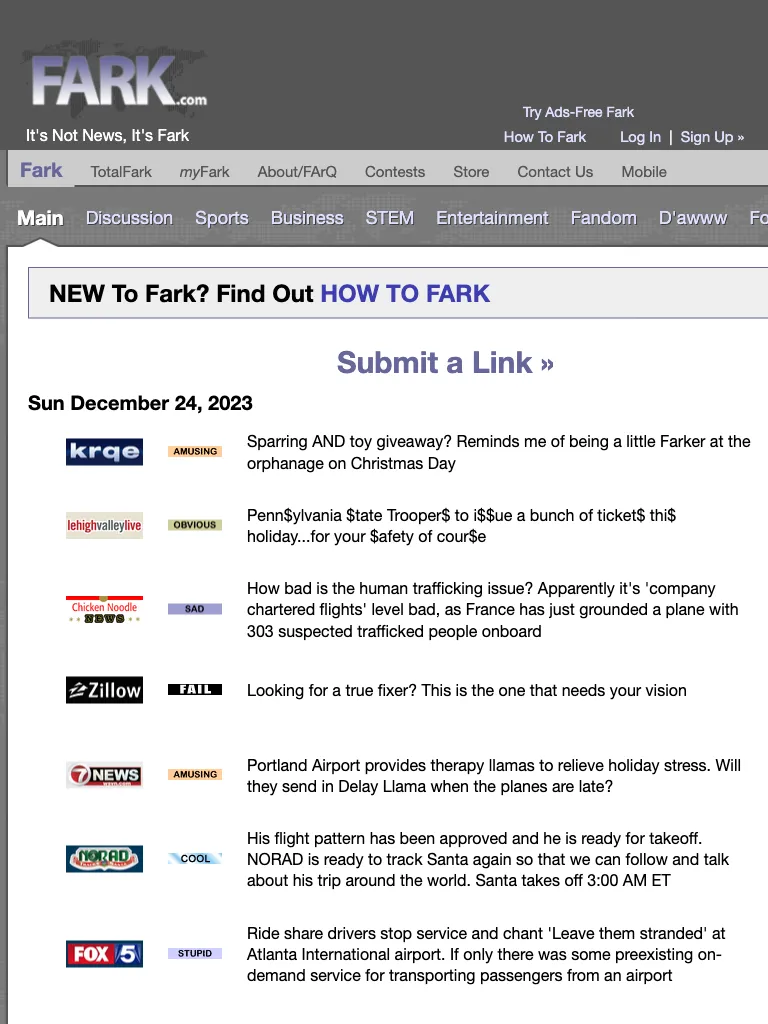 FARK.com
It's Not News, It's Fark
Try Ads-Free Fark
How To Fark Log In | Sign Up »
Fark TotalFark myFark About/FArQ Contests Store Contact Us Mobile
Main Discussion Sports Business STEM Entertainment Fandom D'awww Fo
NEW To Fark? Find Out HOW TO FARK
Submit a Link »
Sun December 24, 2023
krqe AMUSING
Sparring AND toy giveaway? Reminds me of being a little Farker at the
orphanage on Christmas Day
lehighvalleylive OBVIOUS
Penn$ylvania $tate Trooper$ to i$$ue a bunch of ticket$ thi$
holiday...for your $afety of cour$e
Chicken Noodle
NEWS
SAD
How bad is the human trafficking issue? Apparently it's 'company
chartered flights' level bad, as France has just grounded a plane with
303 suspected trafficked people onboard
Zillow FAIL Looking for a true fixer? This is the one that needs your vision
7 NEWS AMUSING
Portland Airport provides therapy llamas to relieve holiday stress. Will
they send in Delay Llama when the planes are late?
NORAD COOL
His flight pattern has been approved and he is ready for takeoff.
NORAD is ready to track Santa again so that we can follow and talk
about his trip around the world. Santa takes off 3:00 AM ET
FOX 5 STUPID
Ride share drivers stop service and chant 'Leave them stranded' at
Atlanta International airport. If only there was some preexisting on-
demand service for transporting passengers from an airport